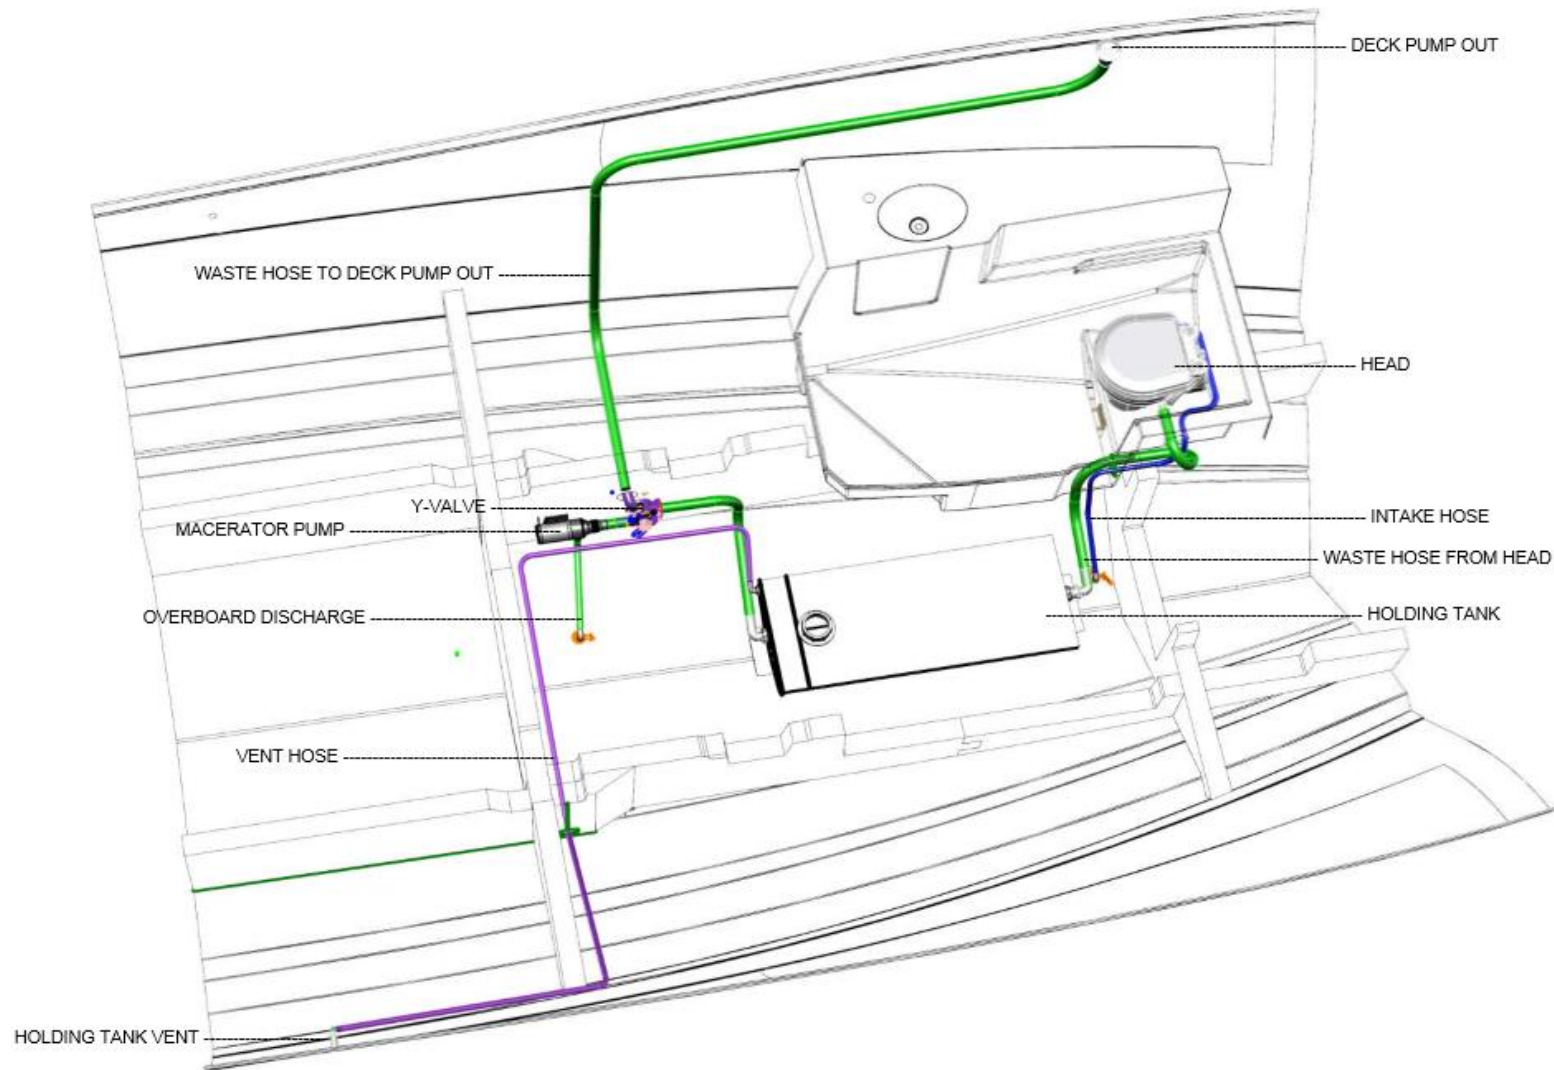 DECK PUMP OUT
WASTE HOSE TO DECK PUMP OUT
HEAD
Y-VALVE
INTAKE HOSE
MACERATOR PUMP
WASTE HOSE FROM HEAD
OVERBOARD DISCHARGE
HOLDING TANK
VENT HOSE
HOLDING TANK VENT